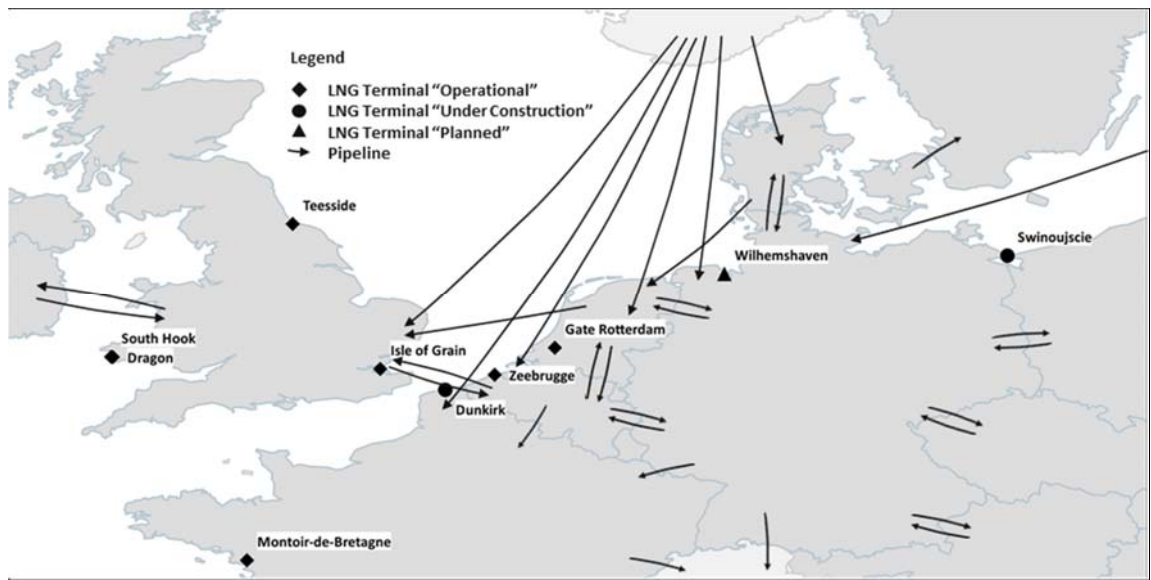 Legend
LNG Terminal “Operational”
LNG Terminal “Under Construction”
LNG Terminal “Planned”
Pipeline
Teesside
Swinoujscie
Wilhemshaven
South Hook
Dragon
Isle of Grain
Gate Rotterdam
Zeebrugge
Dunkirk
Montoir-de-Bretagne